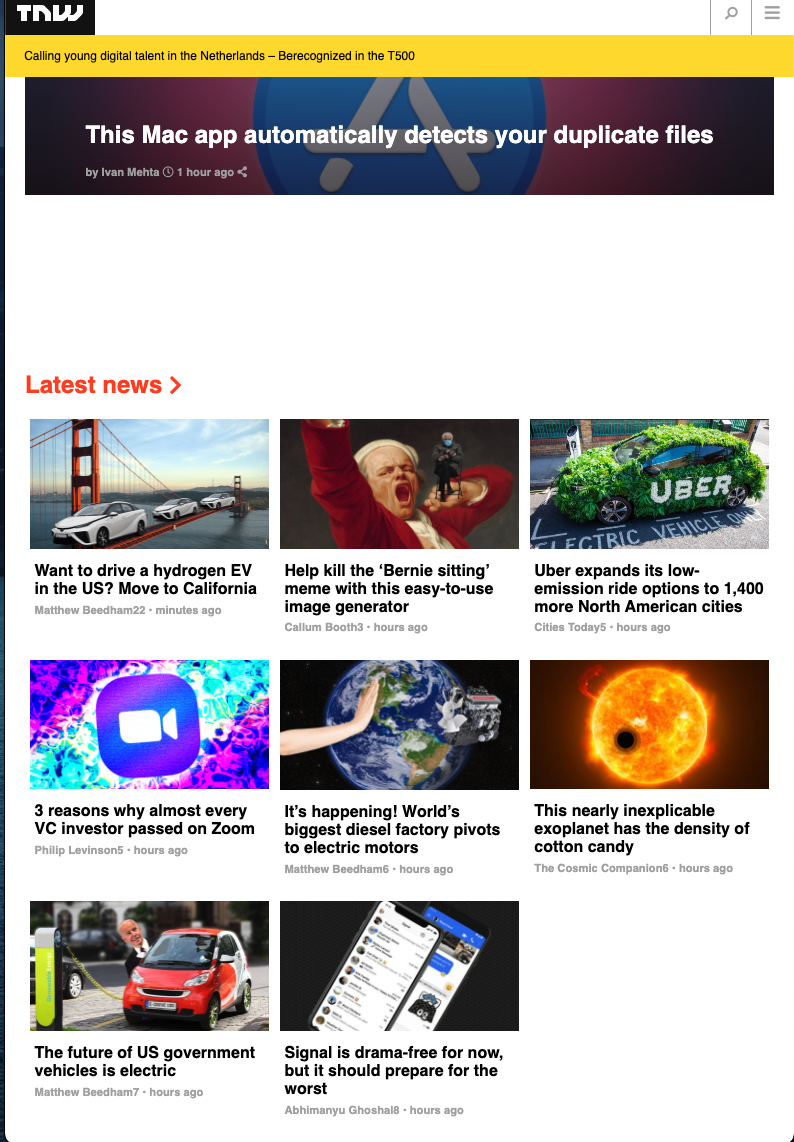 TNW
Calling young digital talent in the Netherlands – Berecognized in the T500
This Mac app automatically detects your duplicate files
by Ivan Mehta 1 hour ago
Latest news
UBER
ELECTRIC VEHICLE ONLY
Want to drive a hydrogen EV
in the US? Move to California
Matthew Beedham22 · minutes ago
Help kill the ‘Bernie sitting’
meme with this easy-to-use
image generator
Callum Booth3 · hours ago
Uber expands its low-
emission ride options to 1,400
more North American cities
Cities Today5 · hours ago
3 reasons why almost every
VC investor passed on Zoom
Philip Levinson5 · hours ago
It’s happening! World’s
biggest diesel factory pivots
to electric motors
Matthew Beedham6 · hours ago
This nearly inexplicable
exoplanet has the density of
cotton candy
The Cosmic Companion6 · hours ago
Signal
The future of US government
vehicles is electric
Matthew Beedham7 · hours ago
Signal is drama-free for now,
but it should prepare for the
worst
Abhimanyu Ghoshal8 · hours ago